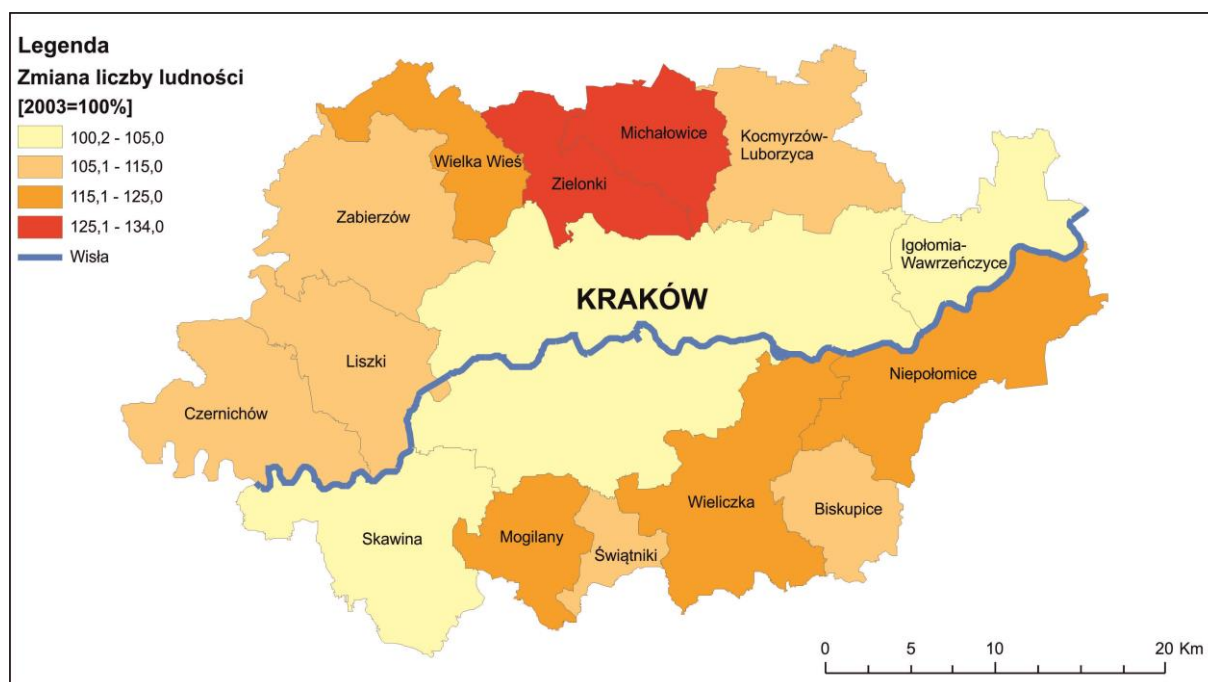 Legenda
Zmiana liczby ludności
[2003=100%]
100,2 - 105,0
105,1 - 115,0
115,1 - 125,0
125,1 - 134,0
Wisła
Michałowice
Kocmyrzów-
Luborzyca
Wielka Wieś
Zielonki
Zabierzów
Igołomia-
Wawrzeńczyce
KRAKÓW
Liszki
Niepołomice
Czernichów
Wieliczka
Biskupice
Skawina
Mogilany
Świątniki
0 5 10 20 Km